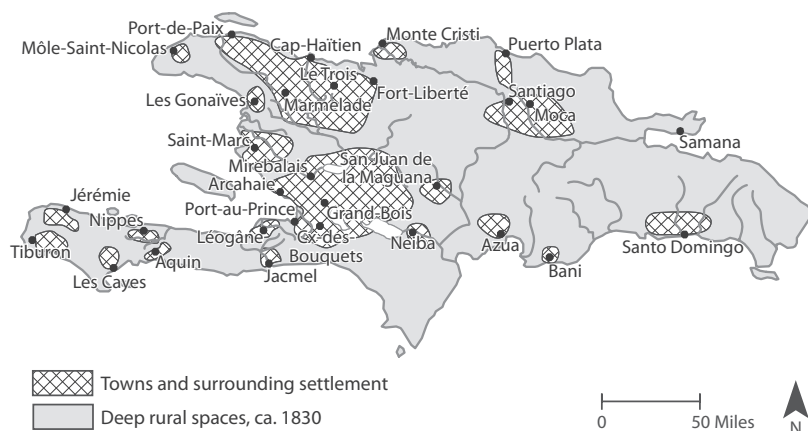 Port-de-Paix
Môle-Saint-Nicolas
Cap-Haïtien
Monte Cristi
Puerto Plata
Le Trois
Fort-Liberté
Les Gonaïves
Marmelade
Santiago
Moca
Saint-Marc
Samana
Mirebalais
San Juan de
la Maguana
Arcahaie
Jérémie
Port-au-Prince
Grand-Bois
Nippes
Léogâne
Cx-des
Bouquets
Neiba
Azua
Santo Domingo
Tiburon
Aquin
Jacmel
Bani
Les Cayes
Towns and surrounding settlement
Deep rural spaces, ca. 1830
0 50 Miles
N